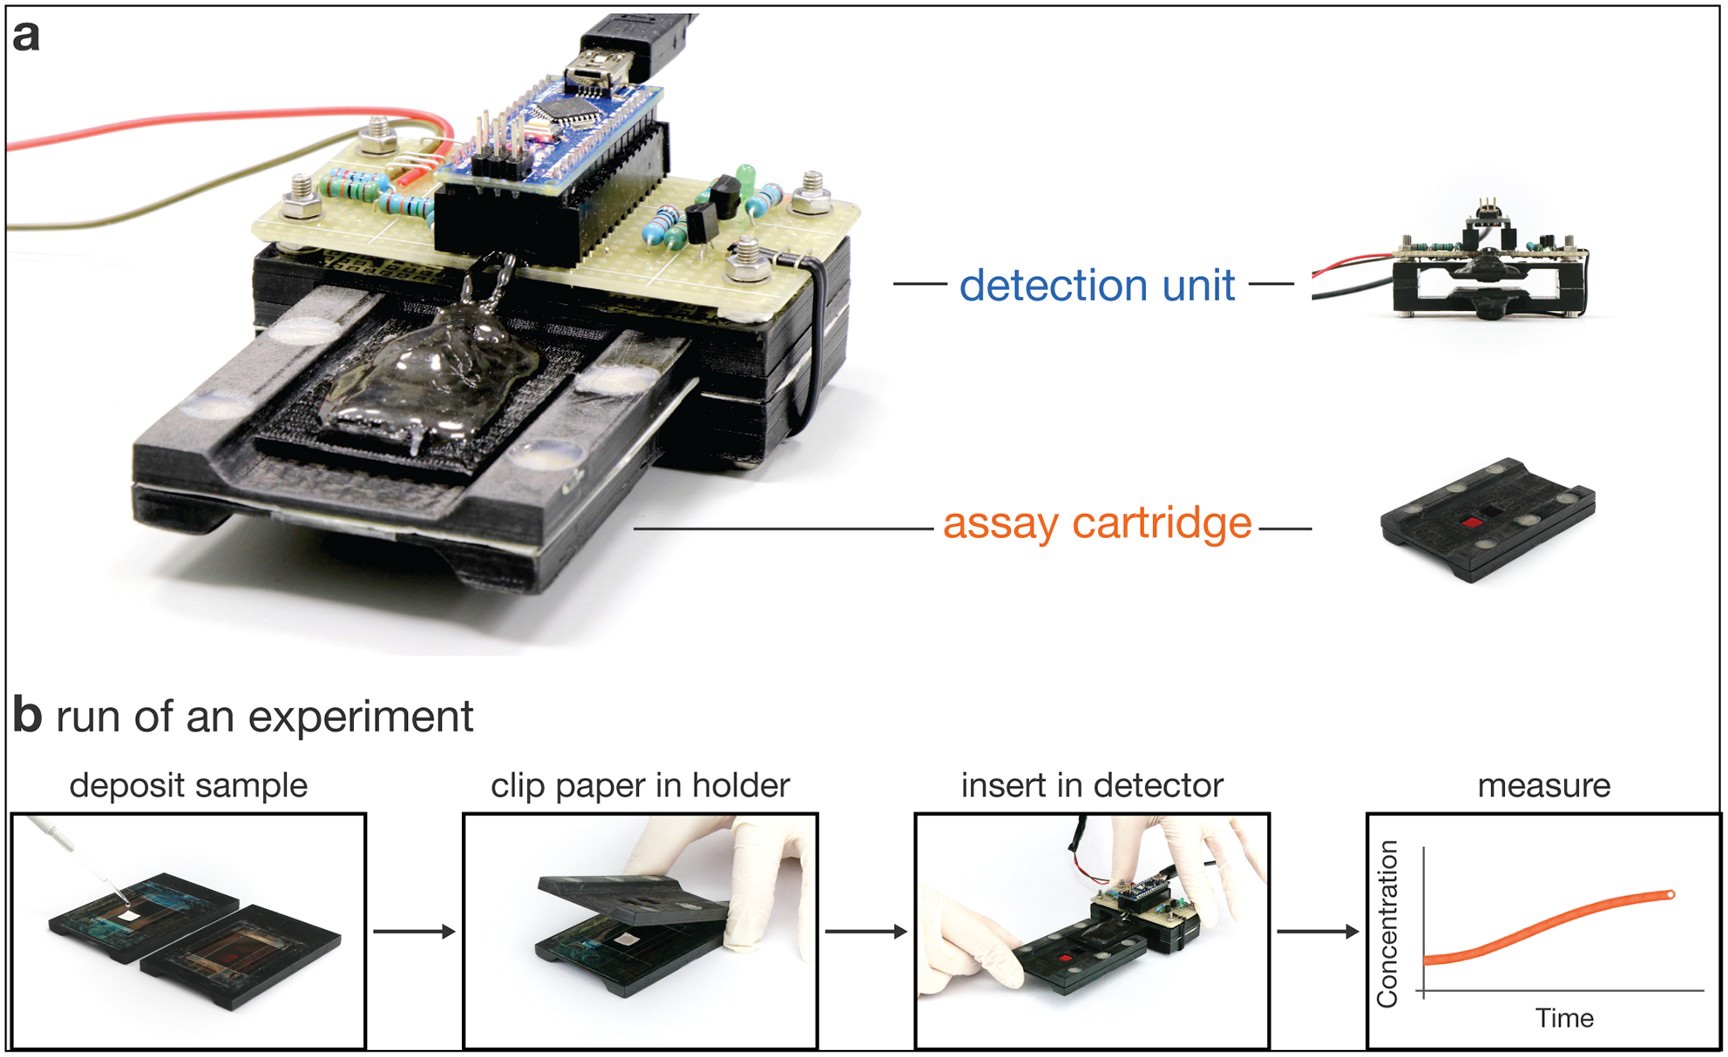 a
detection unit
assay cartridge
b run of an experiment
deposit sample
clip paper in holder
insert in detector
measure
Concentration
Time